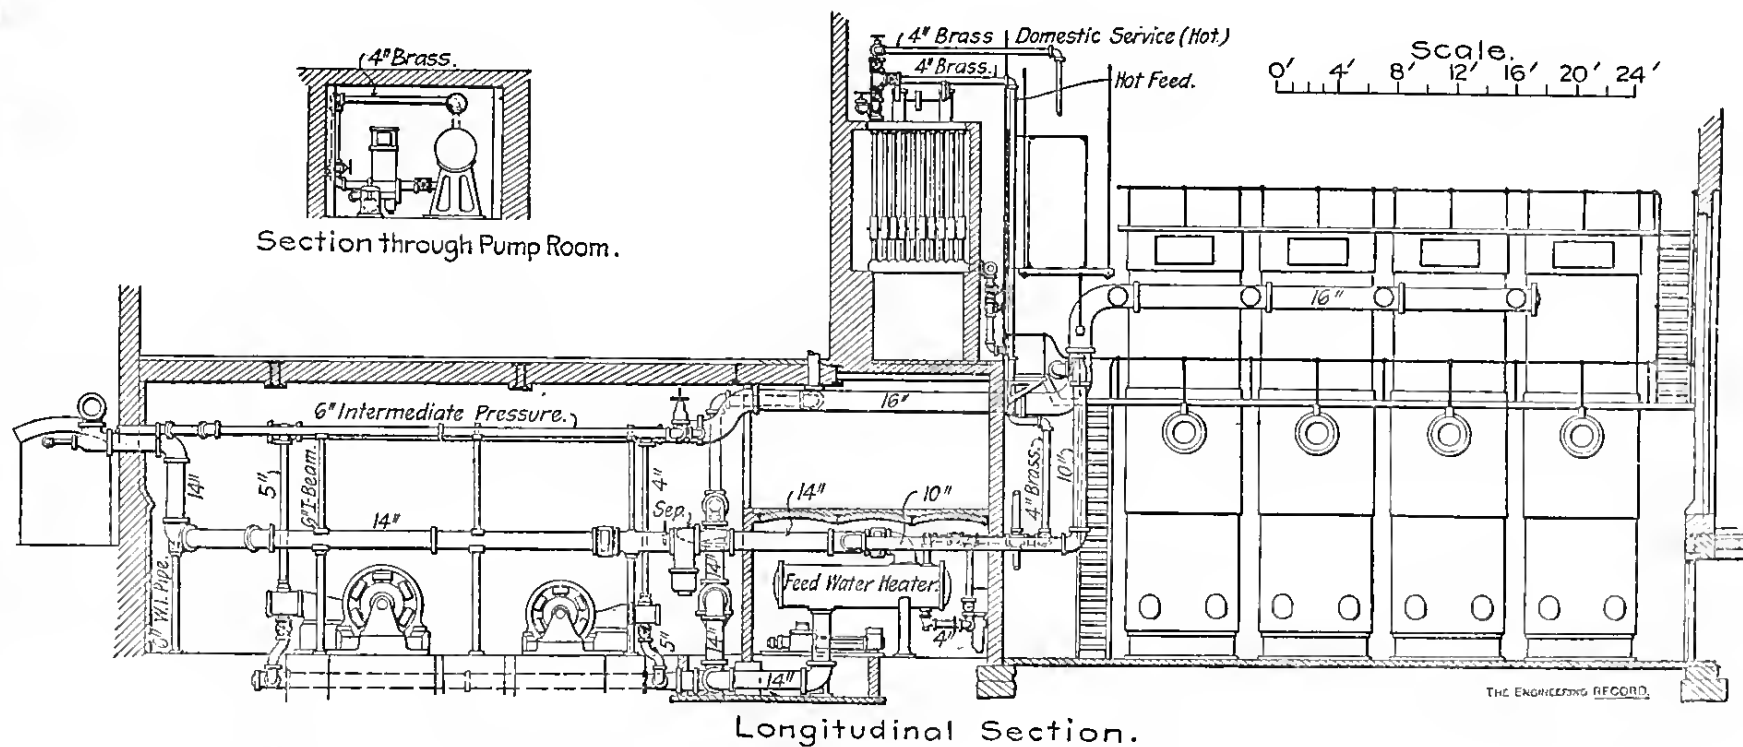 4" Brass.
Section through Pump Room.
4" Brass
Domestic Service (Hot)
4" Brass.
Hot Feed.
Scale.
0' 4' 8' 12' 16' 20' 24'
16"
6" Intermediate Pressure.
16"
14"
5"
6" I-Beam.
14"
4"
Sep.
14"
10"
4" Brass.
10"
6" W.I. Pipe.
14"
14"
5"
Feed Water Heater.
4"
14"
THE ENGINEERING RECORD.
Longitudinal Section.